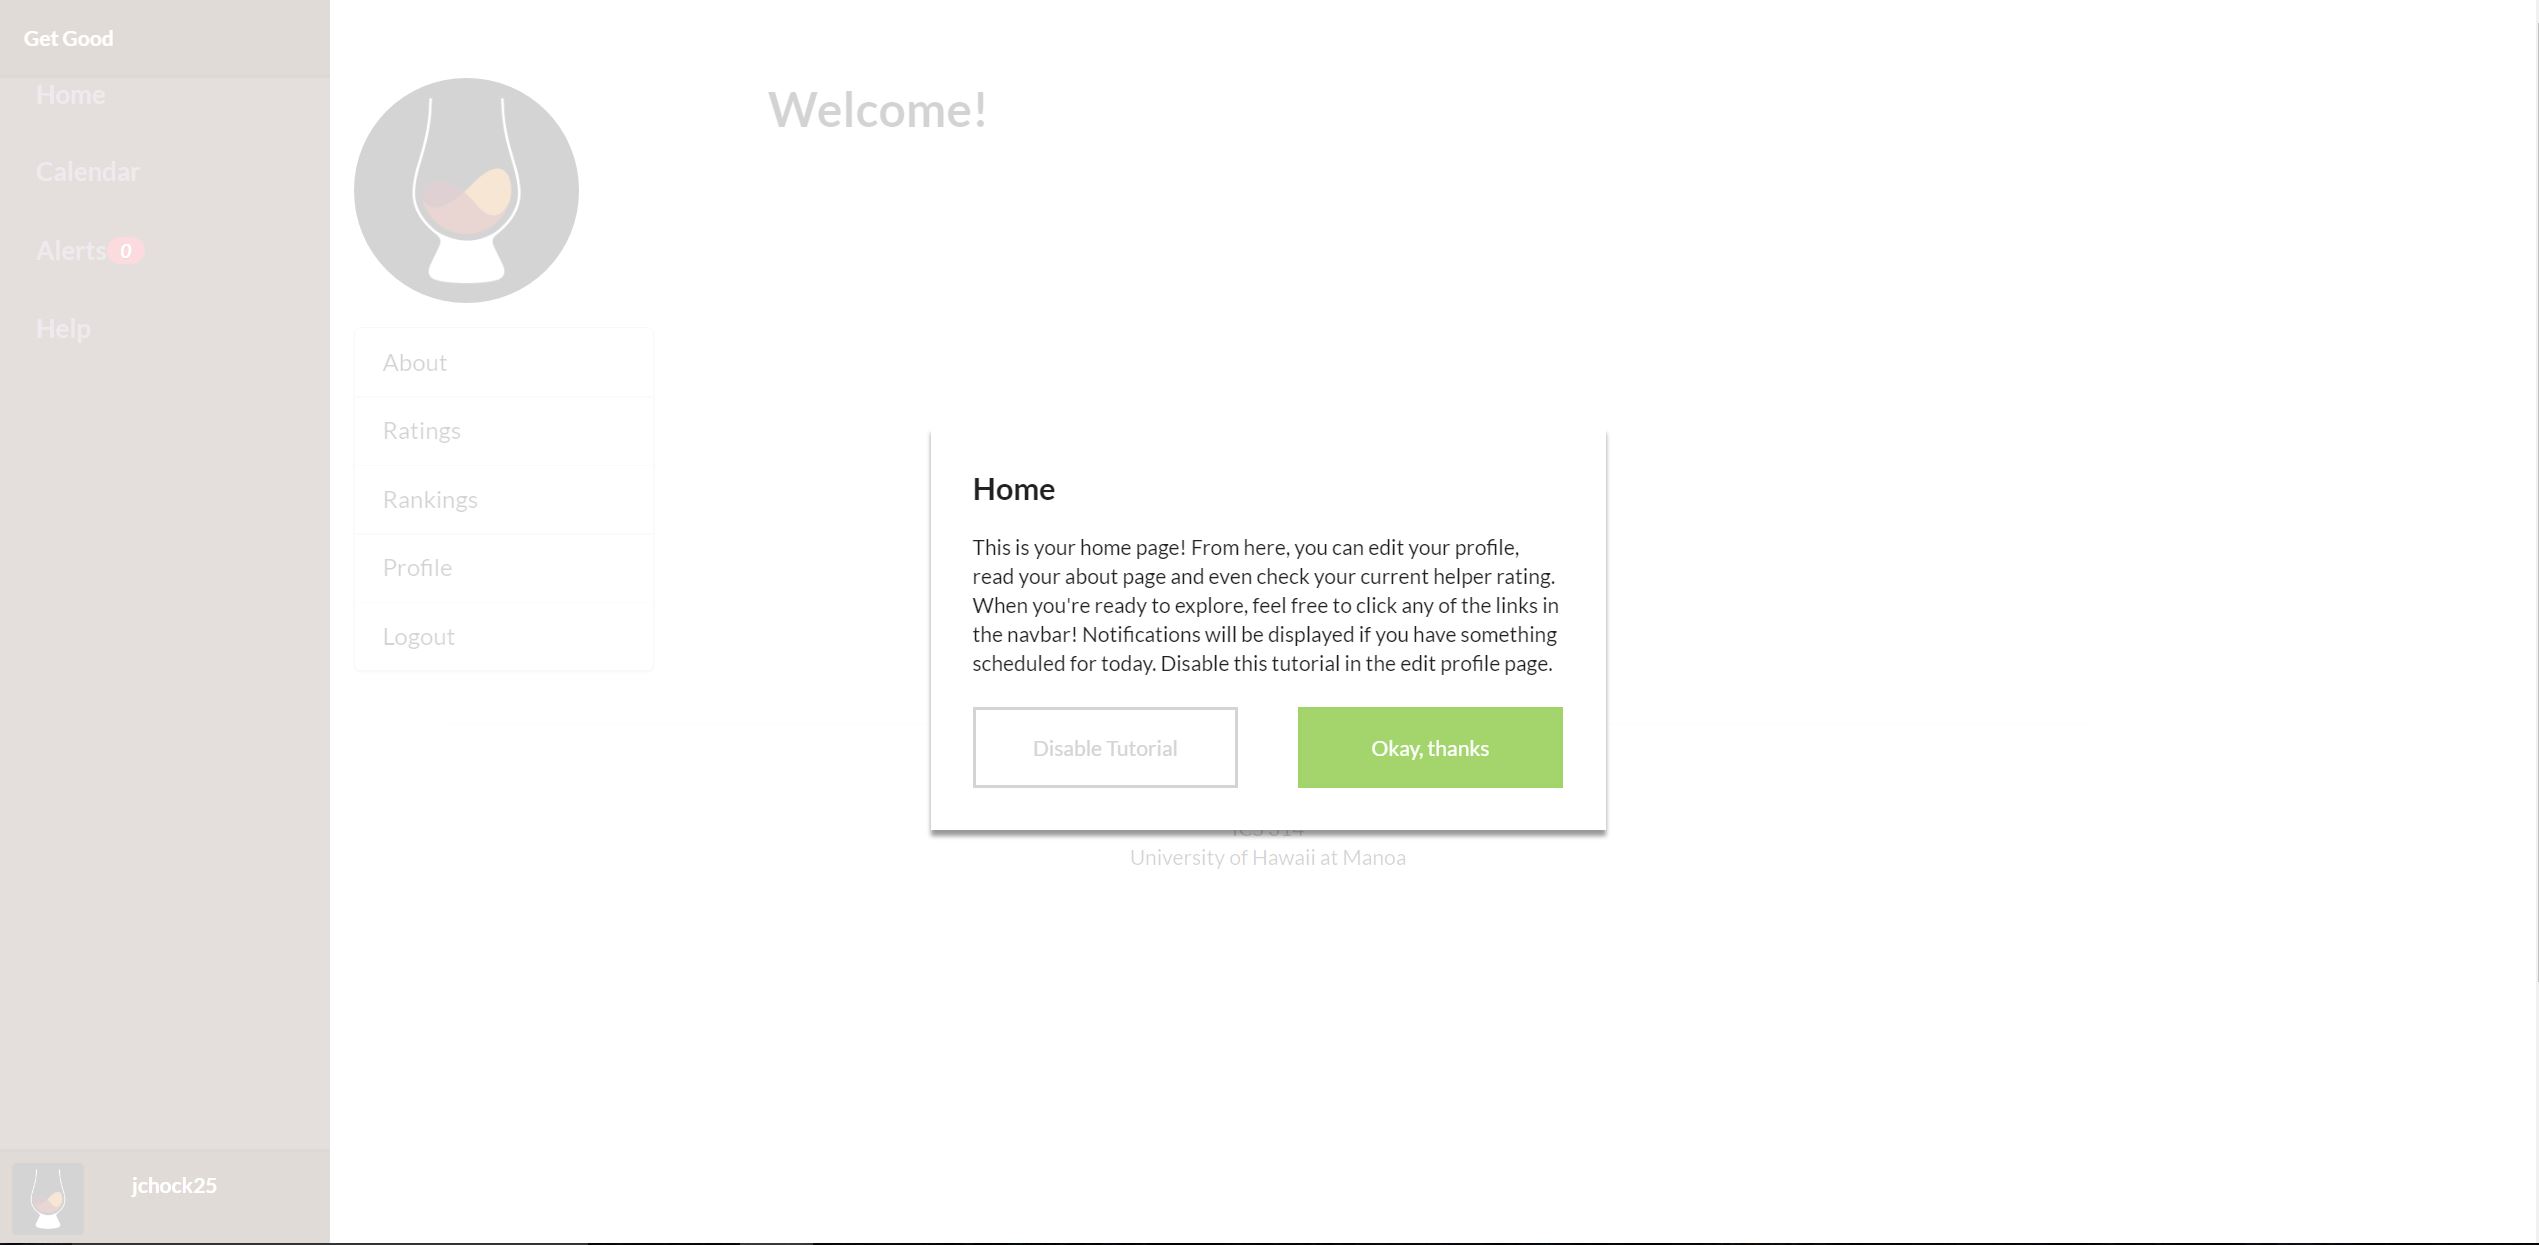 Get Good
Home
Calendar
Alerts 0
Help
jchock25
About
Ratings
Rankings
Profile
Logout
Welcome!
Home
This is your home page! From here, you can edit your profile,
read your about page and even check your current helper rating.
When you're ready to explore, feel free to click any of the links in
the navbar! Notifications will be displayed if you have something
scheduled for today. Disable this tutorial in the edit profile page.
Disable Tutorial
Okay, thanks
ICS 314
University of Hawaii at Manoa